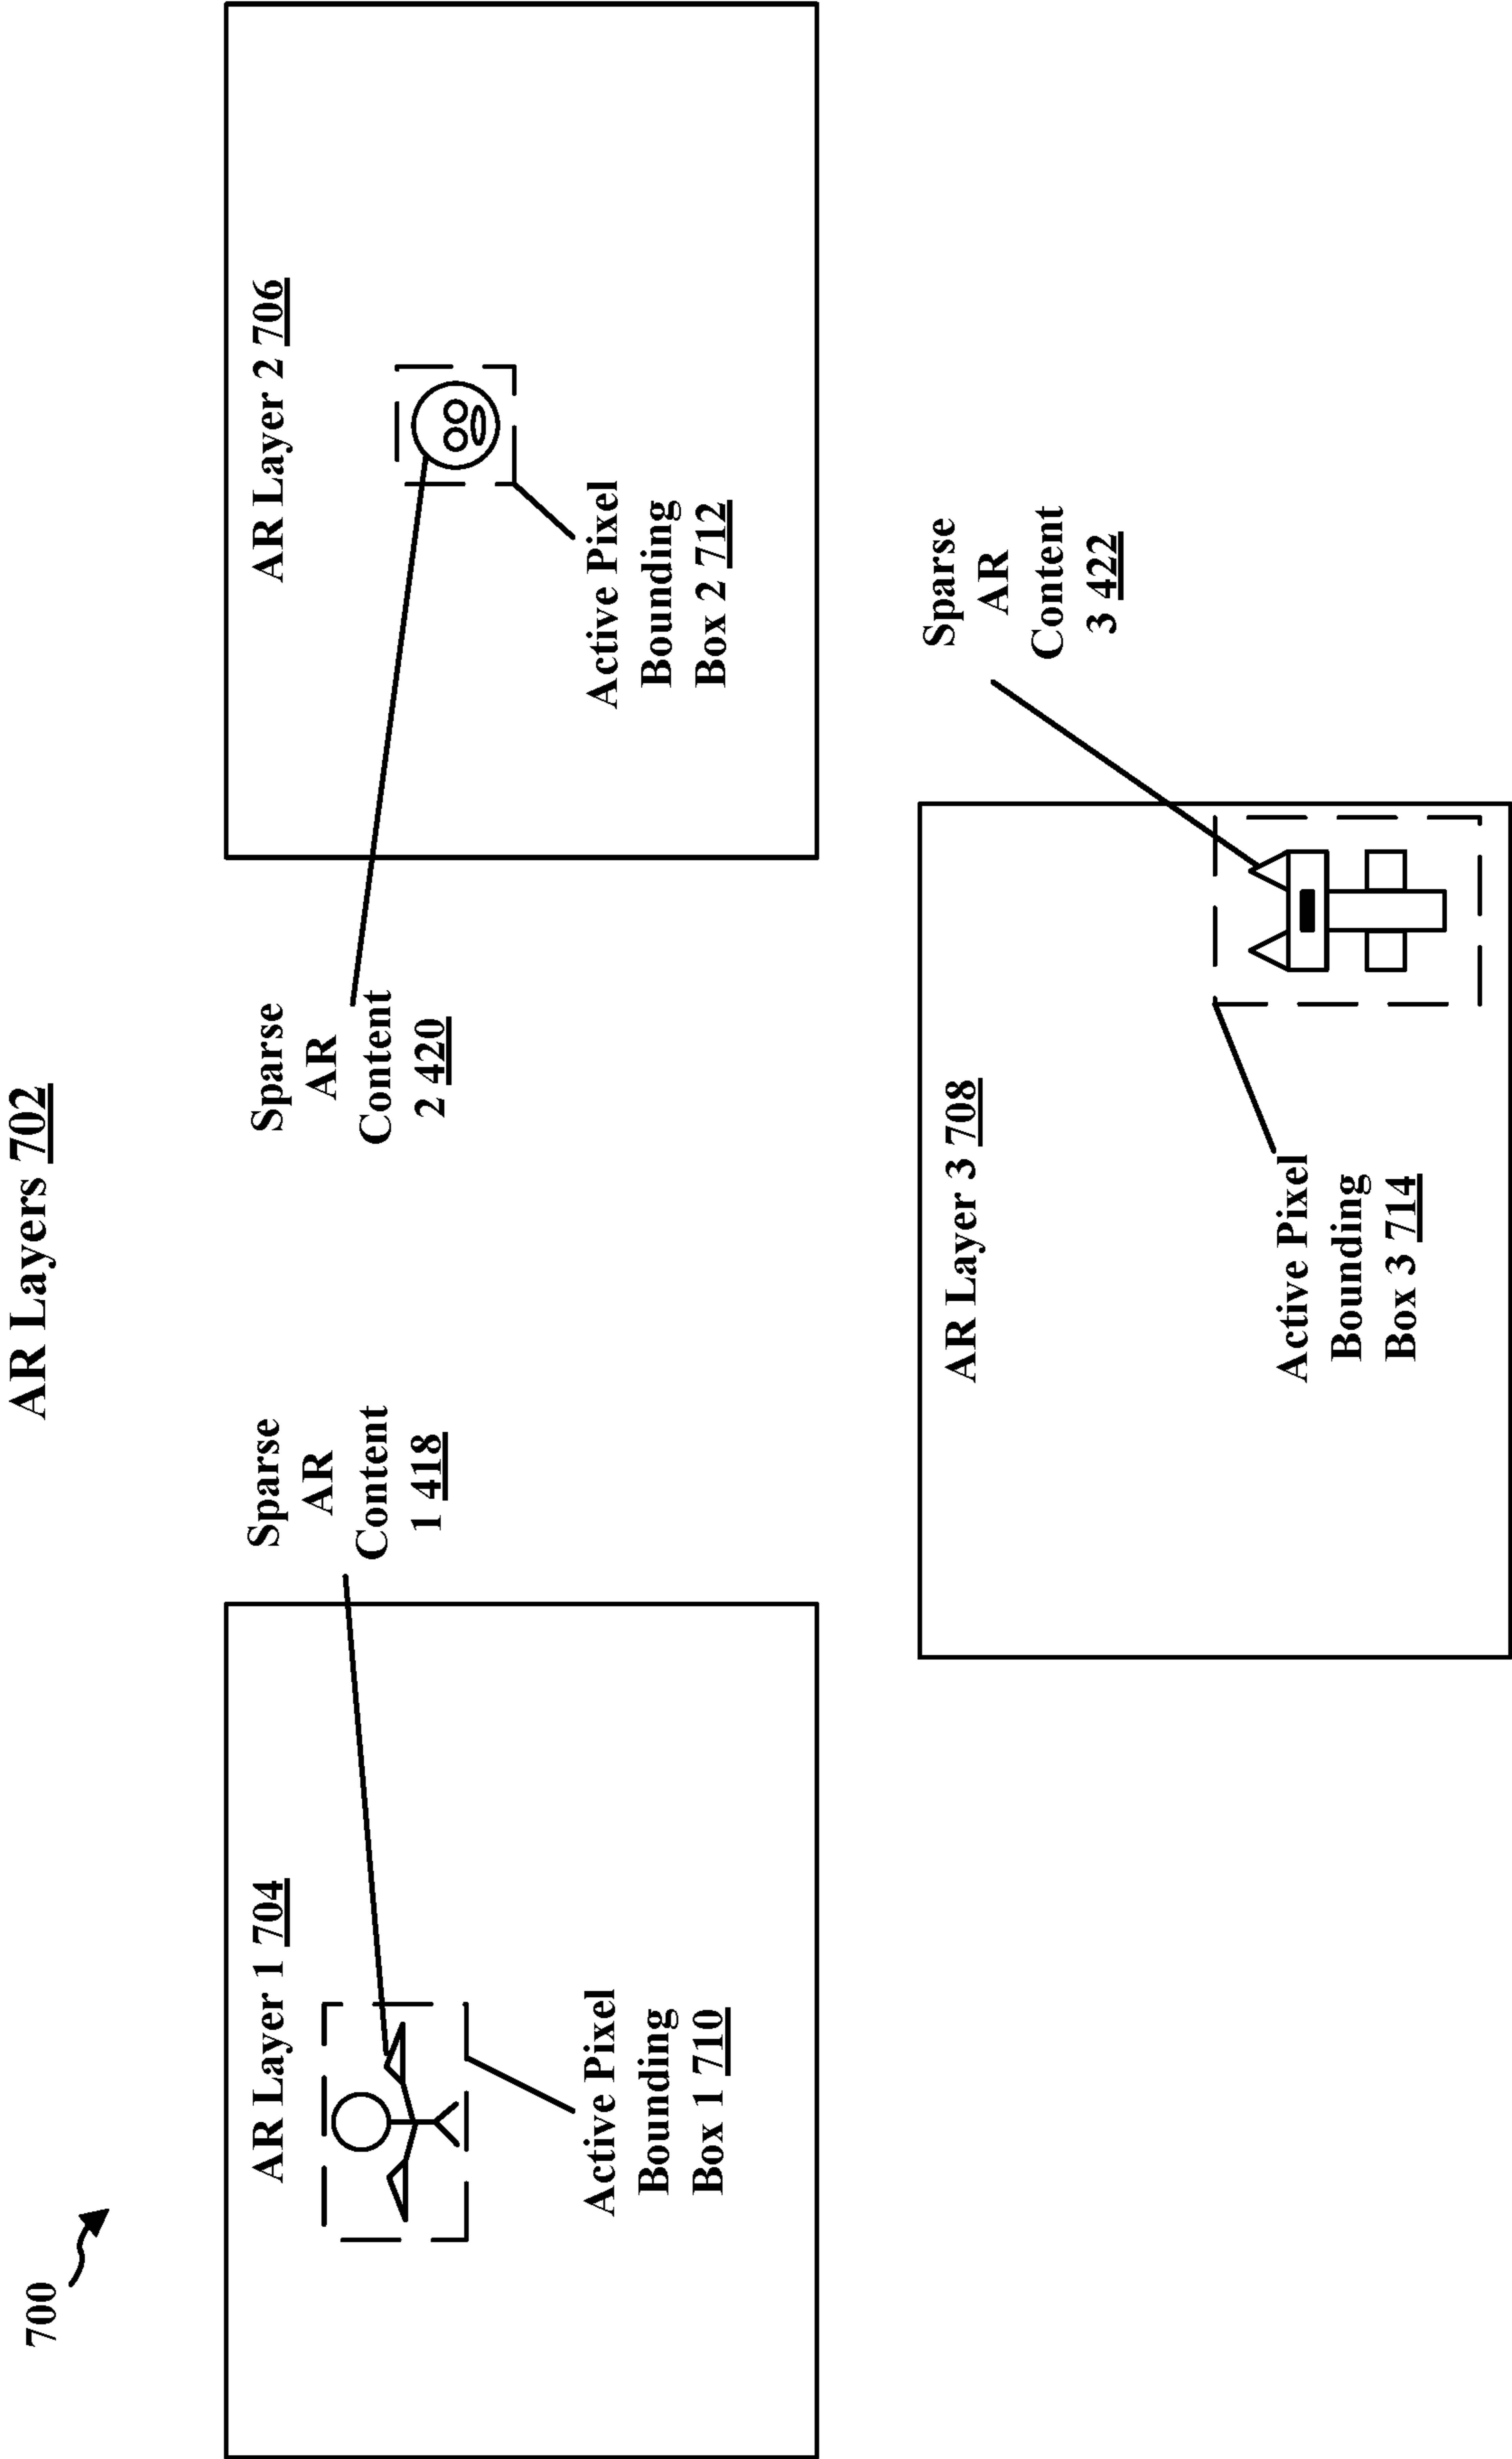 700
AR Layers 702
AR Layer 1 704
Sparse
AR
Content
1 418
Active Pixel
Bounding
Box 1 710
Sparse
AR
Content
2 420
AR Layer 2 706
Active Pixel
Bounding
Box 2 712
AR Layer 3 708
Active Pixel
Bounding
Box 3 714
Sparse
AR
Content
3 422